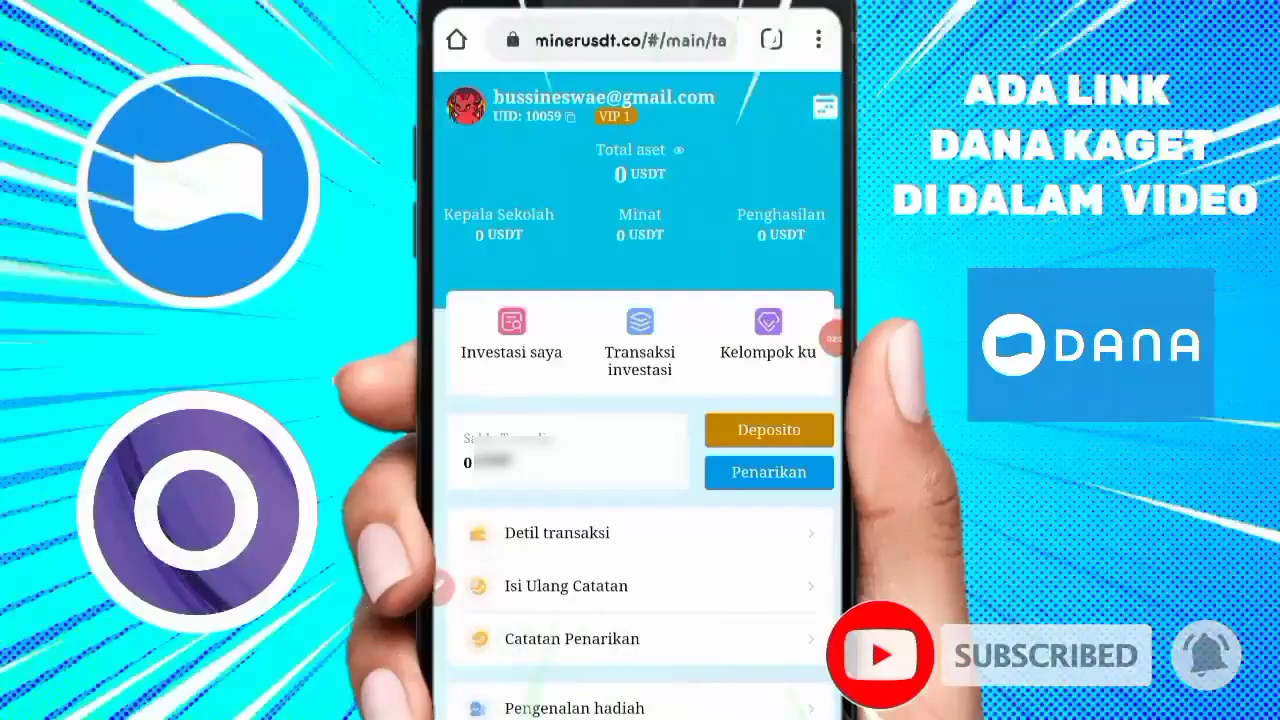 minerusdt.co/#/main/ta
bussineswae@gmail.com
UID: 10059
VIP 1
Total aset
0 USDT
Kepala Sekolah
Minat
Penghasilan
0 USDT
0 USDT
0 USDT
Investasi saya
Transaksi
investasi
Kelompok ku
0
Deposito
Penarikan
Detil transaksi
Isi Ulang Catatan
Catatan Penarikan
Pengenalan hadiah
ADA LINK
DANA KAGET
DI DALAM VIDEO
DANA
SUBSCRIBED